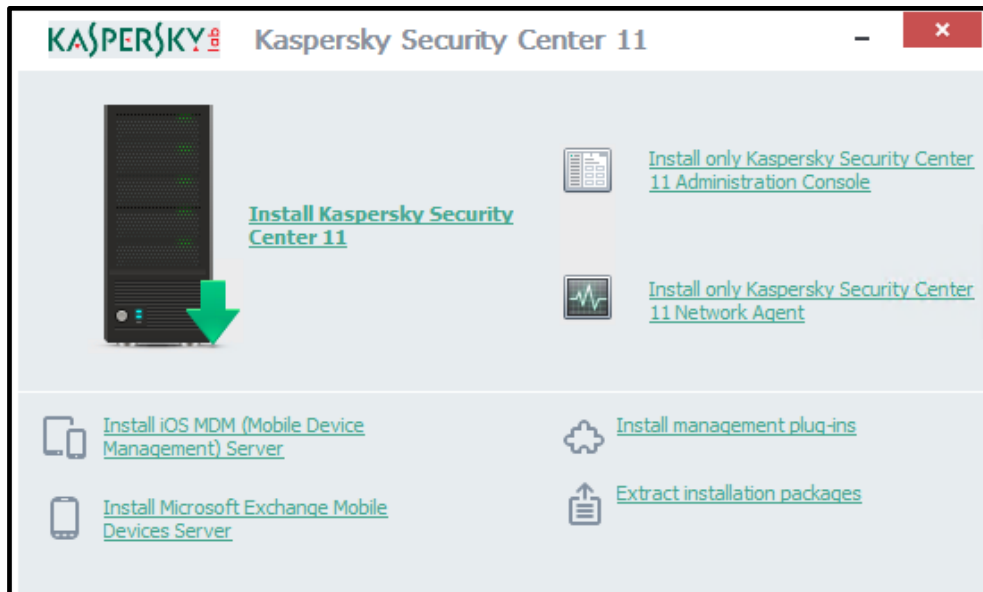 KASPERSKY lab
Kaspersky Security Center 11
Install Kaspersky Security
Center 11
Install only Kaspersky Security Center
11 Administration Console
Install only Kaspersky Security Center
11 Network Agent
Install iOS MDM (Mobile Device
Management) Server
Install Microsoft Exchange Mobile
Devices Server
Install management plug-ins
Extract installation packages